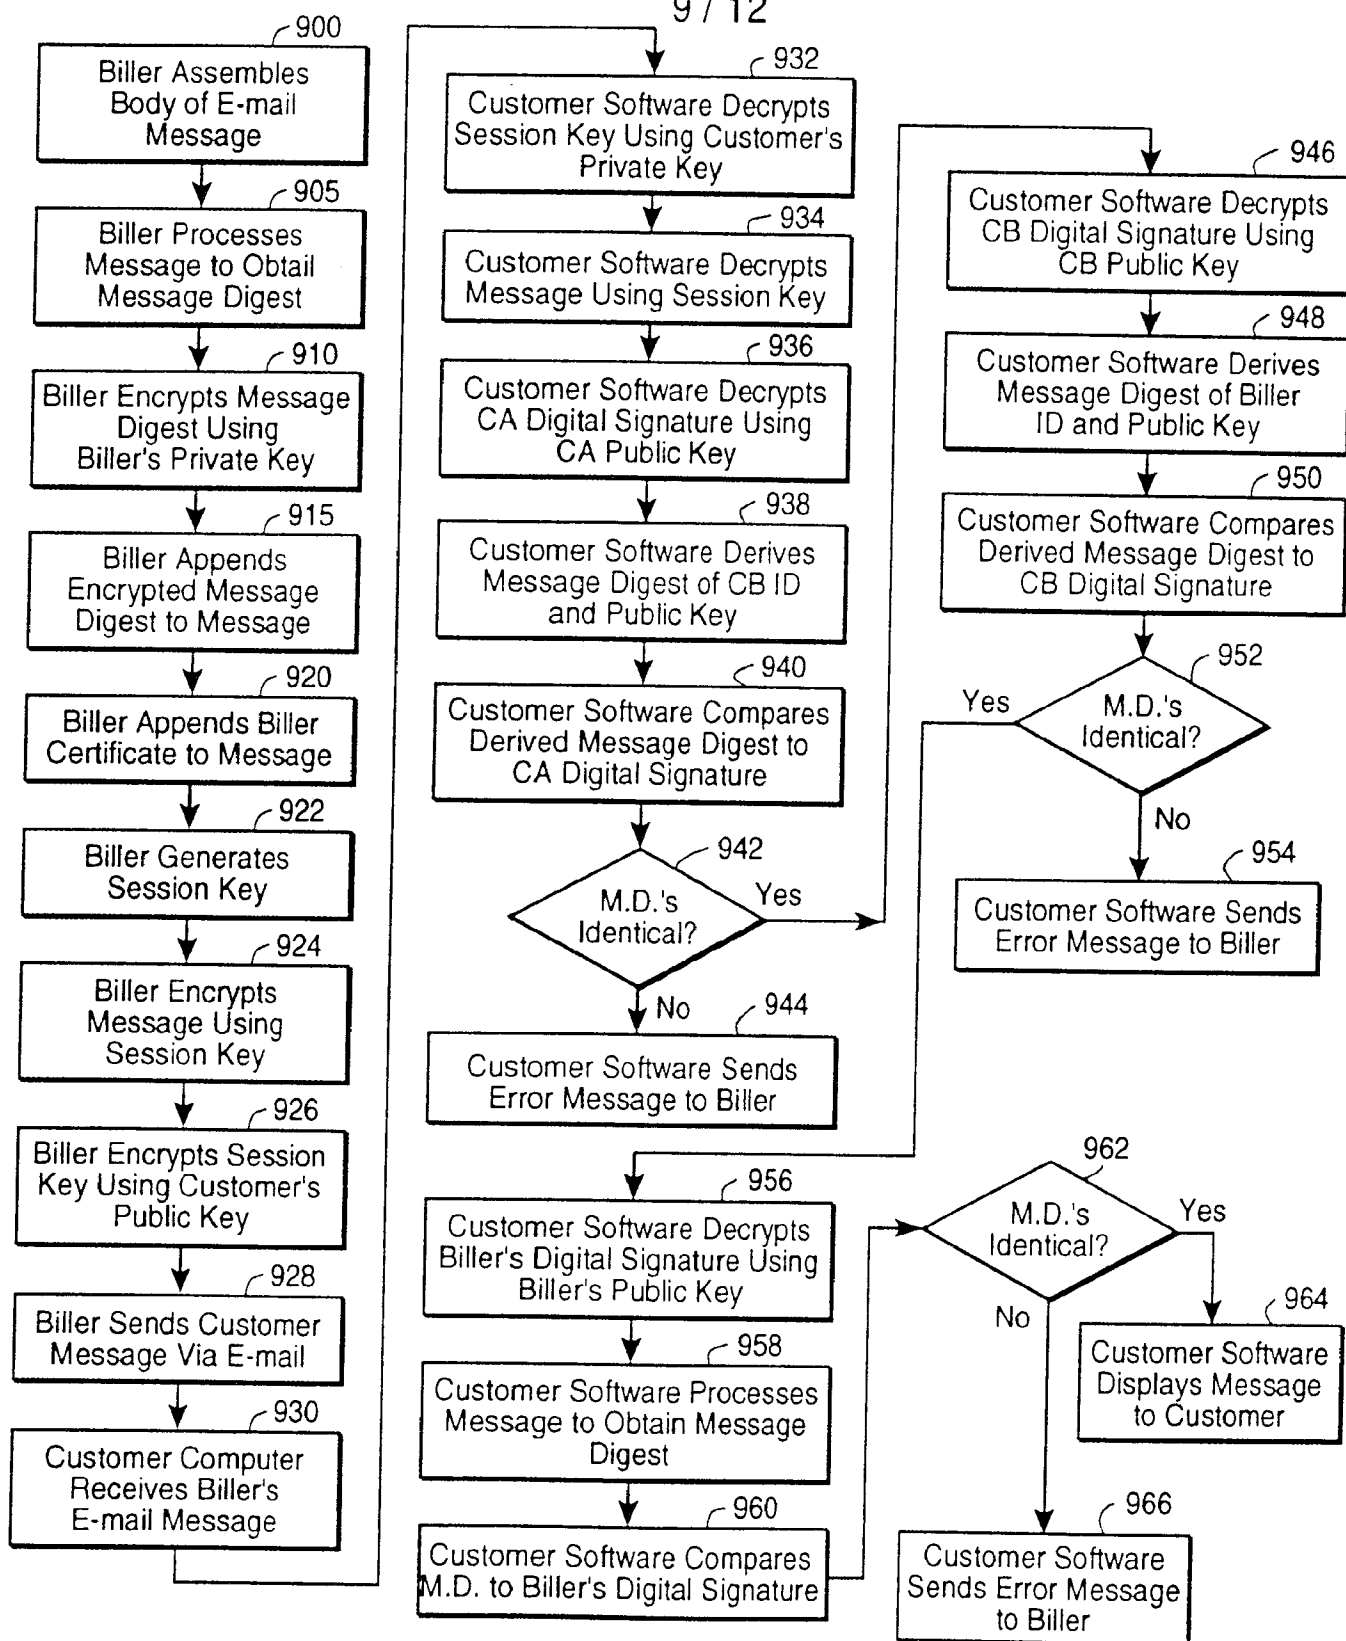 9 / 12
900
Biller Assembles
Body of E-mail
Message
905
Biller Processes
Message to Obtail
Message Digest
910
Biller Encrypts Message
Digest Using
Biller's Private Key
915
Biller Appends
Encrypted Message
Digest to Message
920
Biller Appends Biller
Certificate to Message
922
Biller Generates
Session Key
924
Biller Encrypts
Message Using
Session Key
926
Biller Encrypts Session
Key Using Customer's
Public Key
928
Biller Sends Customer
Message Via E-mail
930
Customer Computer
Receives Biller's
E-mail Message
932
Customer Software Decrypts
Session Key Using Customer's
Private Key
934
Customer Software Decrypts
Message Using Session Key
936
Customer Software Decrypts
CA Digital Signature Using
CA Public Key
938
Customer Software Derives
Message Digest of CB ID
and Public Key
940
Customer Software Compares
Derived Message Digest to
CA Digital Signature
942
M.D.'s
Identical?
Yes
No
944
Customer Software Sends
Error Message to Biller
946
Customer Software Decrypts
CB Digital Signature Using
CB Public Key
948
Customer Software Derives
Message Digest of Biller
ID and Public Key
950
Customer Software Compares
Derived Message Digest to
CB Digital Signature
952
M.D.'s
Identical?
Yes
No
954
Customer Software Sends
Error Message to Biller
956
Customer Software Decrypts
Biller's Digital Signature Using
Biller's Public Key
958
Customer Software Processes
Message to Obtain Message
Digest
960
Customer Software Compares
M.D. to Biller's Digital Signature
962
M.D.'s
Identical?
Yes
No
964
Customer Software
Displays Message
to Customer
966
Customer Software
Sends Error Message
to Biller